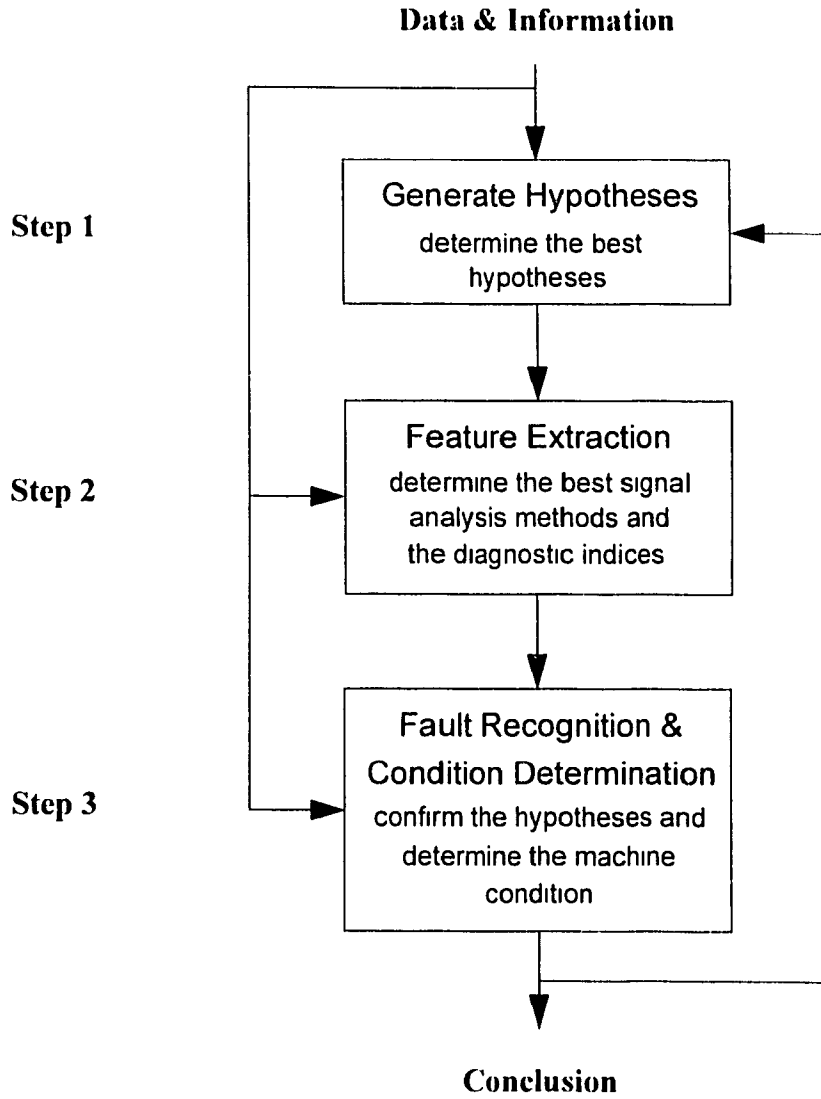 Data & Information
Step 1
Generate Hypotheses
determine the best
hypotheses
Step 2
Feature Extraction
determine the best signal
analysis methods and
the diagnostic indices
Step 3
Fault Recognition &
Condition Determination
confirm the hypotheses and
determine the machine
condition
Conclusion